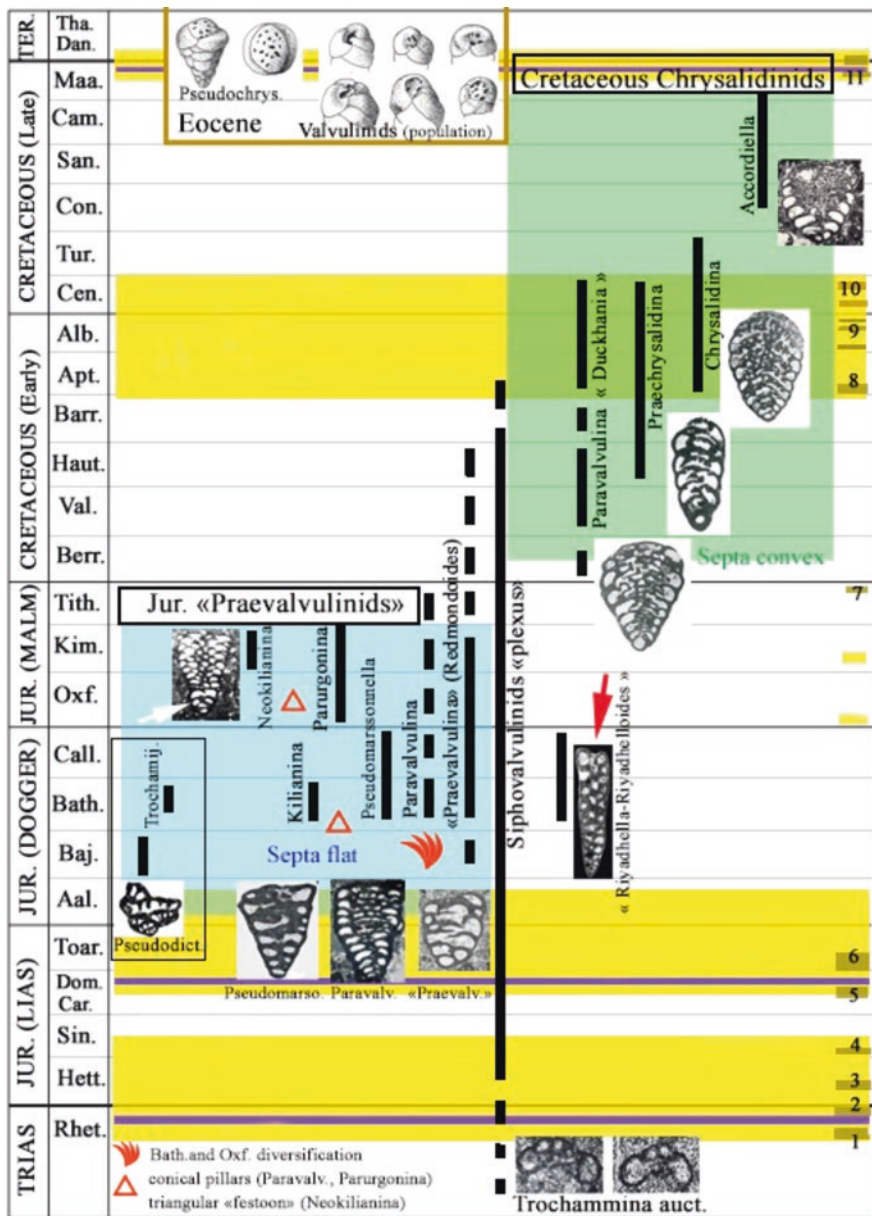 TER.
Tha.
Dan.
CRETACEOUS (Late)
Maa.
Cam.
San.
Con.
Tur.
Cen.
CRETACEOUS (Early)
Alb.
Apt.
Barr.
Haut.
Val.
Berr.
JUR. (MALM)
Tith.
Kim.
Oxf.
JUR. (DOGGER)
Call.
Bath.
Baj.
Aal.
JUR. (LIAS)
Toar.
Dom.
Car.
Sin.
Hett.
TRIAS
Rhet.
Pseudochrys.
Eocene
Valvulinids (population)
Cretaceous Chrysalidinids
Accordiella
Chrysalidina
Praechrysalidina
Paravalvulina « Duckhania »
Septa convex
Jur. «Praevalvulinids»
Neokilianina
Parurgonina
Pseudomarssonnella
Paravalvulina
«Praevalvulina» (Redmondoides)
Siphovalvulinids «plexus»
« Riyadhella-Riyadhelloides »
Trochamij.
Kilianina
Septa flat
Pseudodict.
Pseudomarso.
Paravalv.
«Praevalv.»
11
10
9
8
7
6
5
4
3
2
1
Bath.and Oxf. diversification
conical pillars (Paravalv., Parurgonina)
triangular «festoon» (Neokilianina)
Trochammina auct.